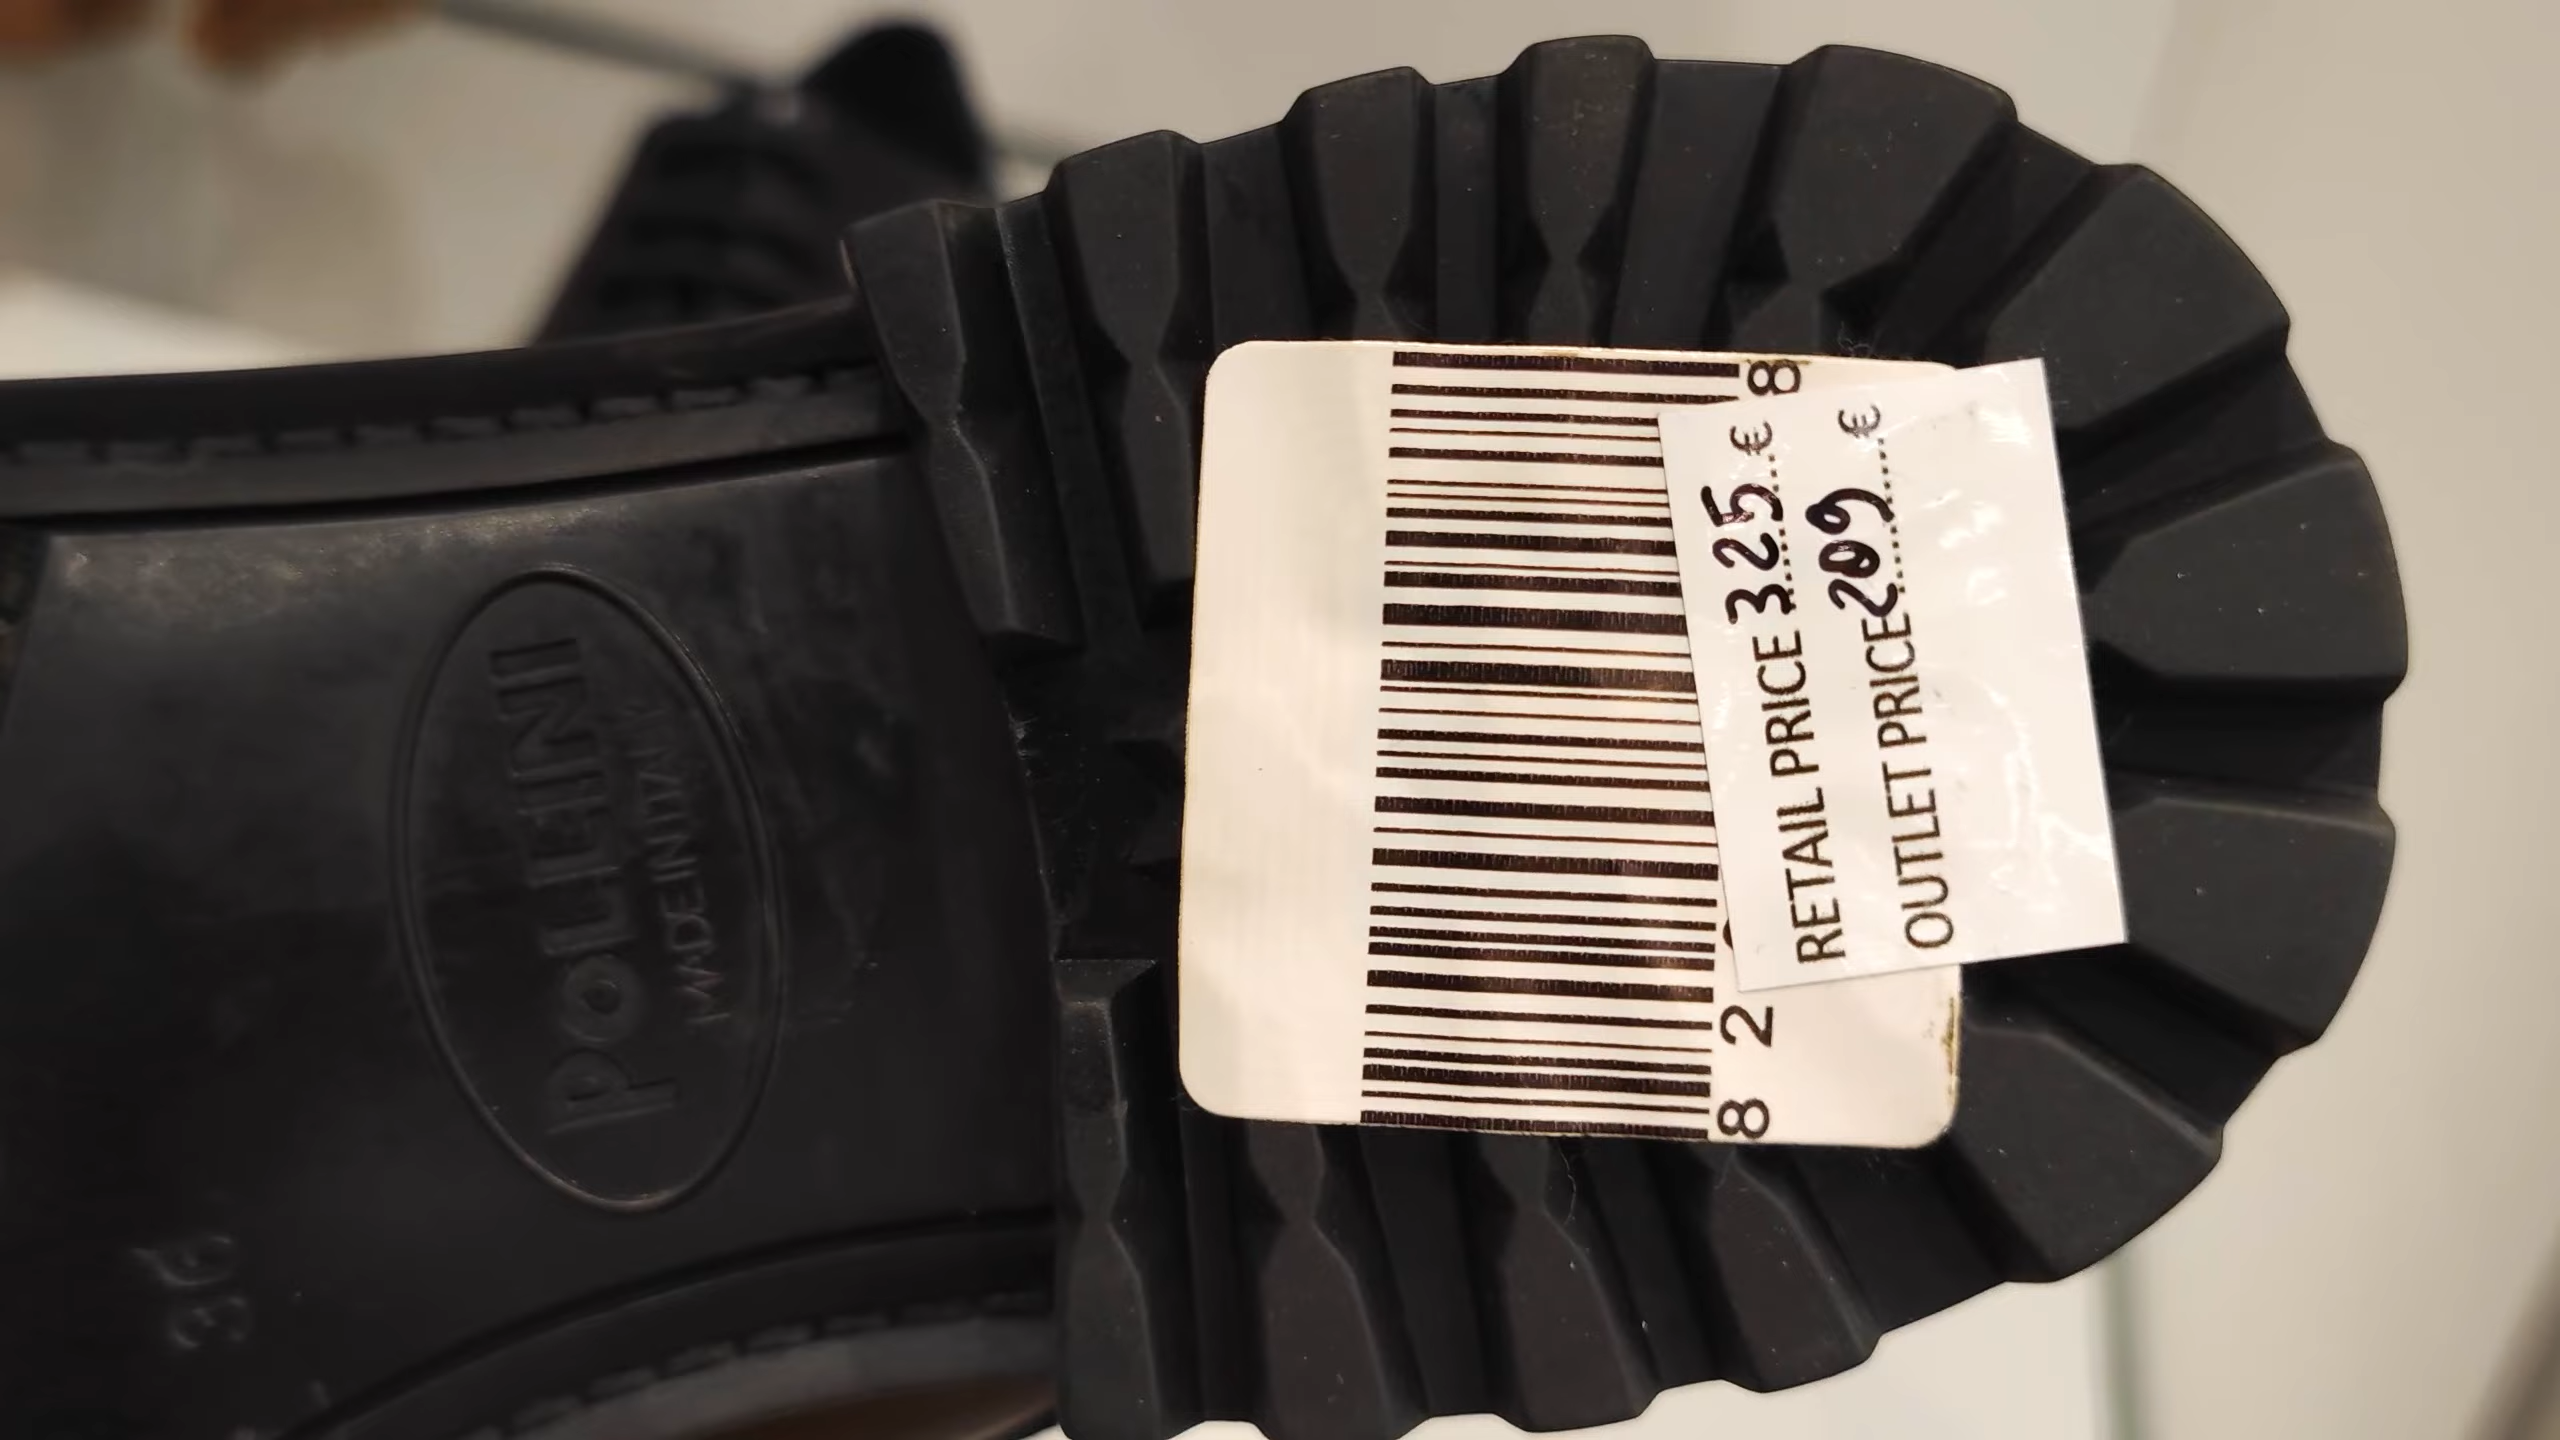 POLLINI
MADE IN ITALY
36
8 2
8
RETAIL PRICE 325 €
OUTLET PRICE 209 €